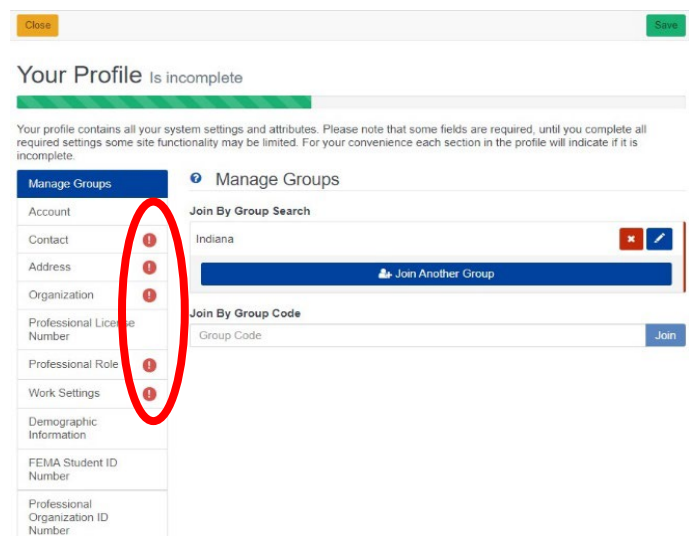 Close
Save
Your Profile Is incomplete
Your profile contains all your system settings and attributes. Please note that some fields are required, until you complete all
required settings some site functionality may be limited. For your convenience each section in the profile will indicate if it is
incomplete.
Manage Groups
Account
Contact
Address
Organization
Professional License
Number
Professional Role
Work Settings
Demographic
Information
FEMA Student ID
Number
Professional
Organization ID
Number
Manage Groups
Join By Group Search
Indiana
Join Another Group
Join By Group Code
Group Code
Join